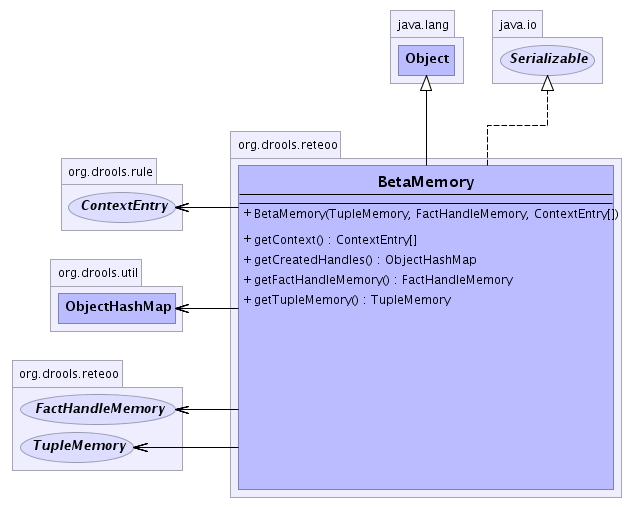 java.lang
java.io
Object
Serializable
org.drools.reteoo
org.drools.rule
BetaMemory
ContextEntry
+ BetaMemory(TupleMemory, FactHandleMemory, ContextEntry[])
+ getContext() : ContextEntry[]
+ getCreatedHandles() : ObjectHashMap
+ getFactHandleMemory() : FactHandleMemory
+ getTupleMemory() : TupleMemory
org.drools.util
ObjectHashMap
org.drools.reteoo
FactHandleMemory
TupleMemory